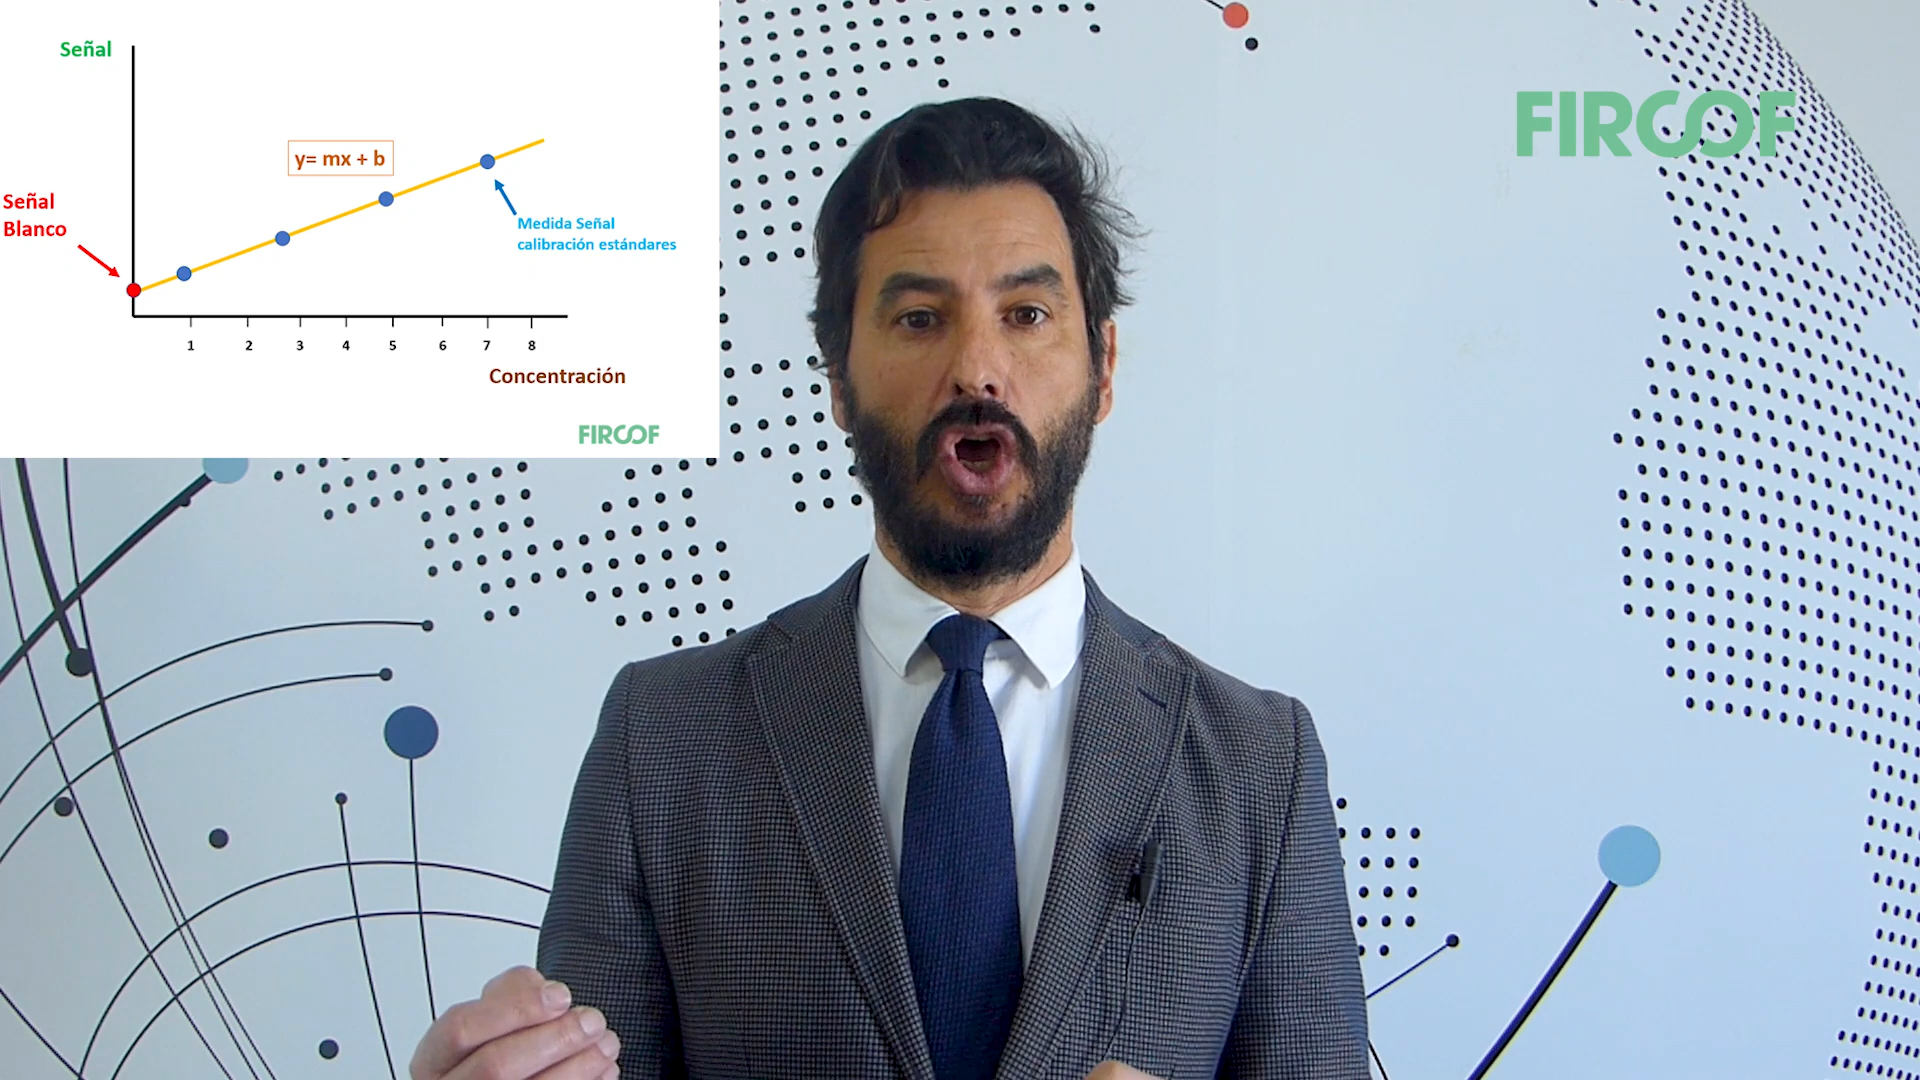 Señal
y= mx + b
Señal
Blanco
Medida Señal
calibración estándares
1 2 3 4 5 6 7 8
Concentración
FIRCOF
FIRCOF